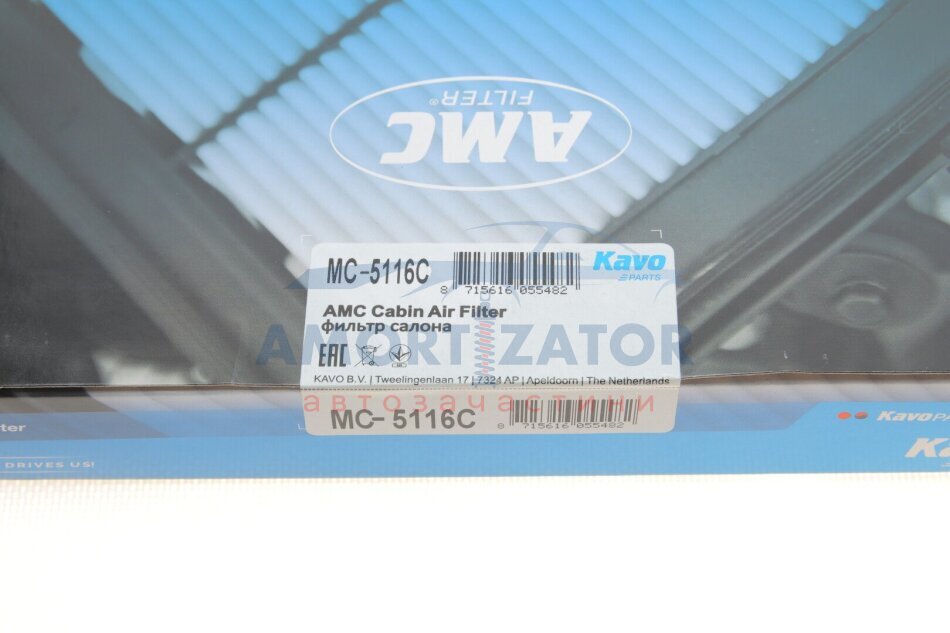 AMC
FILTER®
MC-5116C
8 715616 055482
Kavo
PARTS
AMC Cabin Air Filter
фильтр салона
AMORTIZATOR
EAC
KAVO B.V. | Tweelingenlaan 17 | 7324 AP | Apeldoorn | The Netherlands
автозапчастини
MC- 5116C
8 715616 055482
DRIVES US!
Kavo